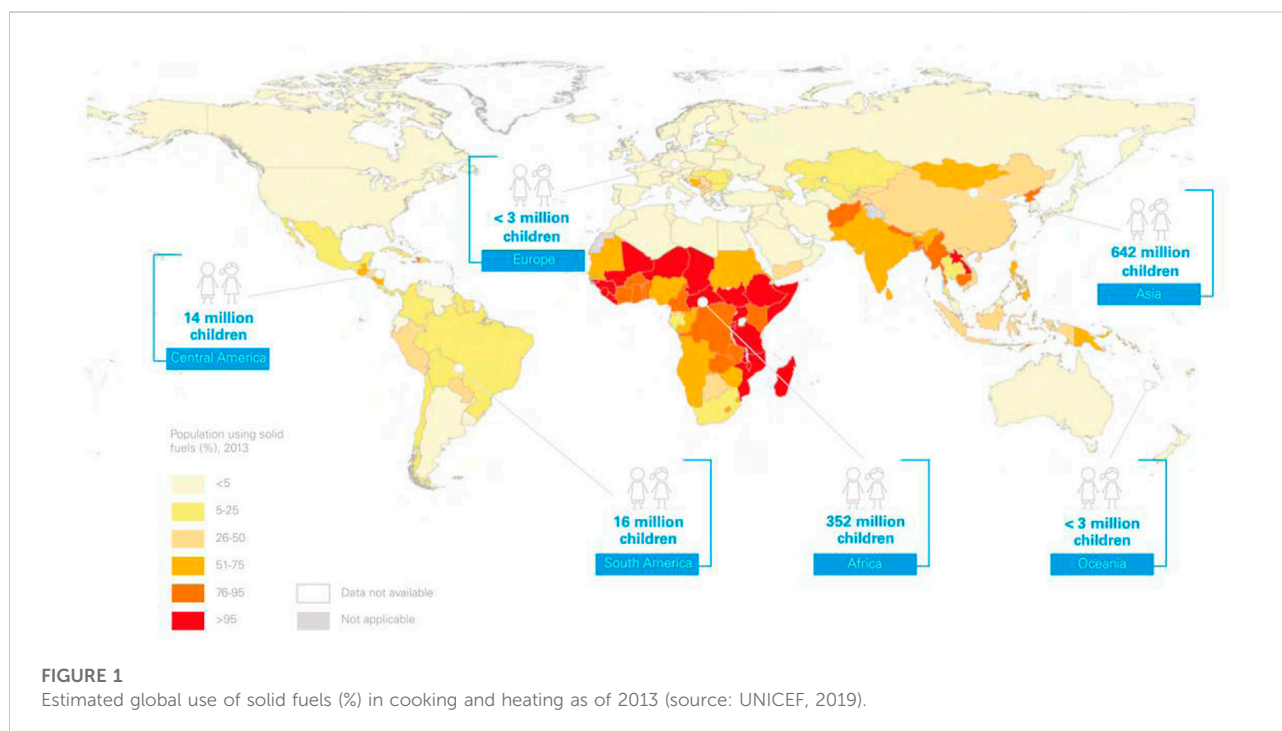 < 3 million
children
Europe
642 million
children
Asia
14 million
children
Central America
Population using solid
fuels (%), 2013
<5
5-25
26-50
51-75
76-95
>95
Data not available
Not applicable
16 million
children
South America
352 million
children
Africa
< 3 million
children
Oceania
FIGURE 1
Estimated global use of solid fuels (%) in cooking and heating as of 2013 (source: UNICEF, 2019).